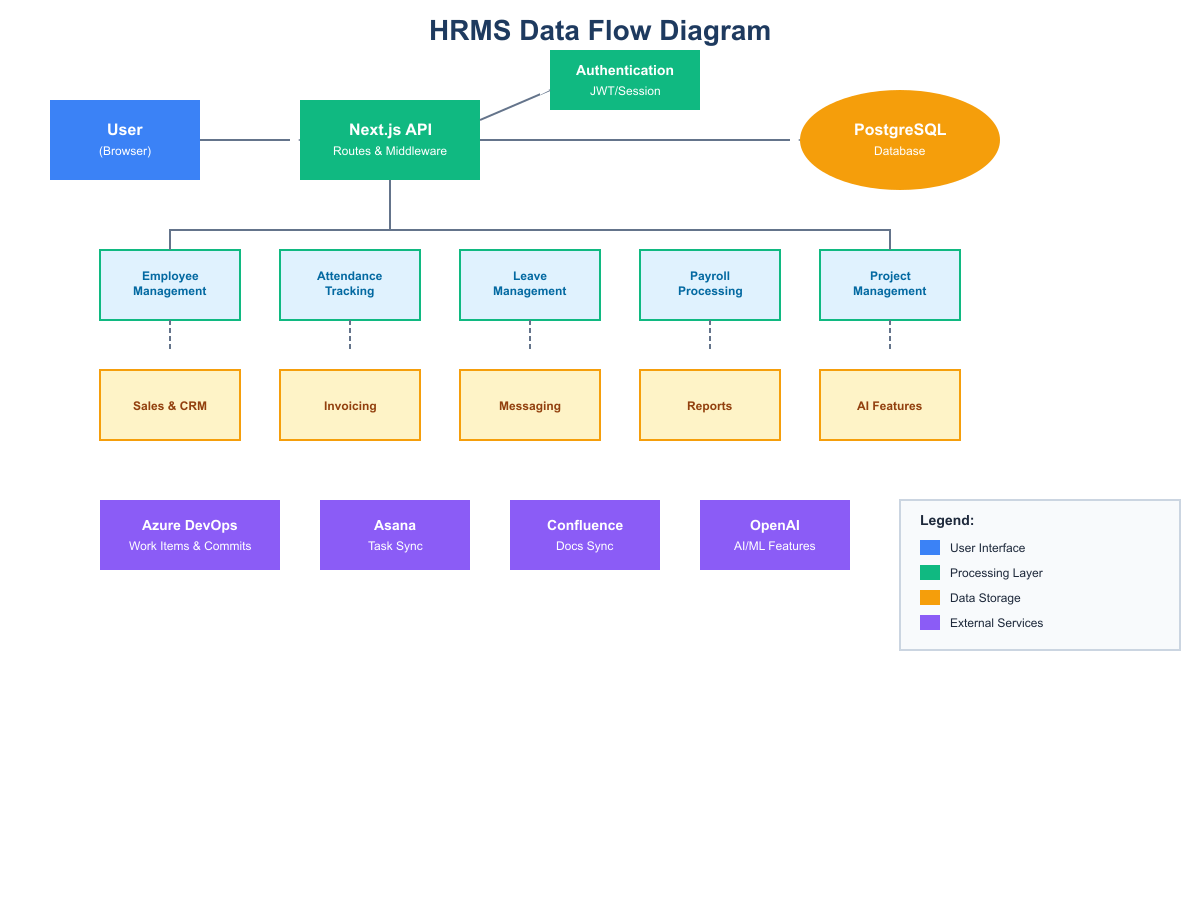 HRMS Data Flow Diagram
Authentication
JWT/Session
User
(Browser)
Next.js API
Routes & Middleware
PostgreSQL
Database
Employee
Management
Attendance
Tracking
Leave
Management
Payroll
Processing
Project
Management
Sales & CRM
Invoicing
Messaging
Reports
AI Features
Azure DevOps
Work Items & Commits
Asana
Task Sync
Confluence
Docs Sync
OpenAI
AI/ML Features
Legend:
User Interface
Processing Layer
Data Storage
External Services